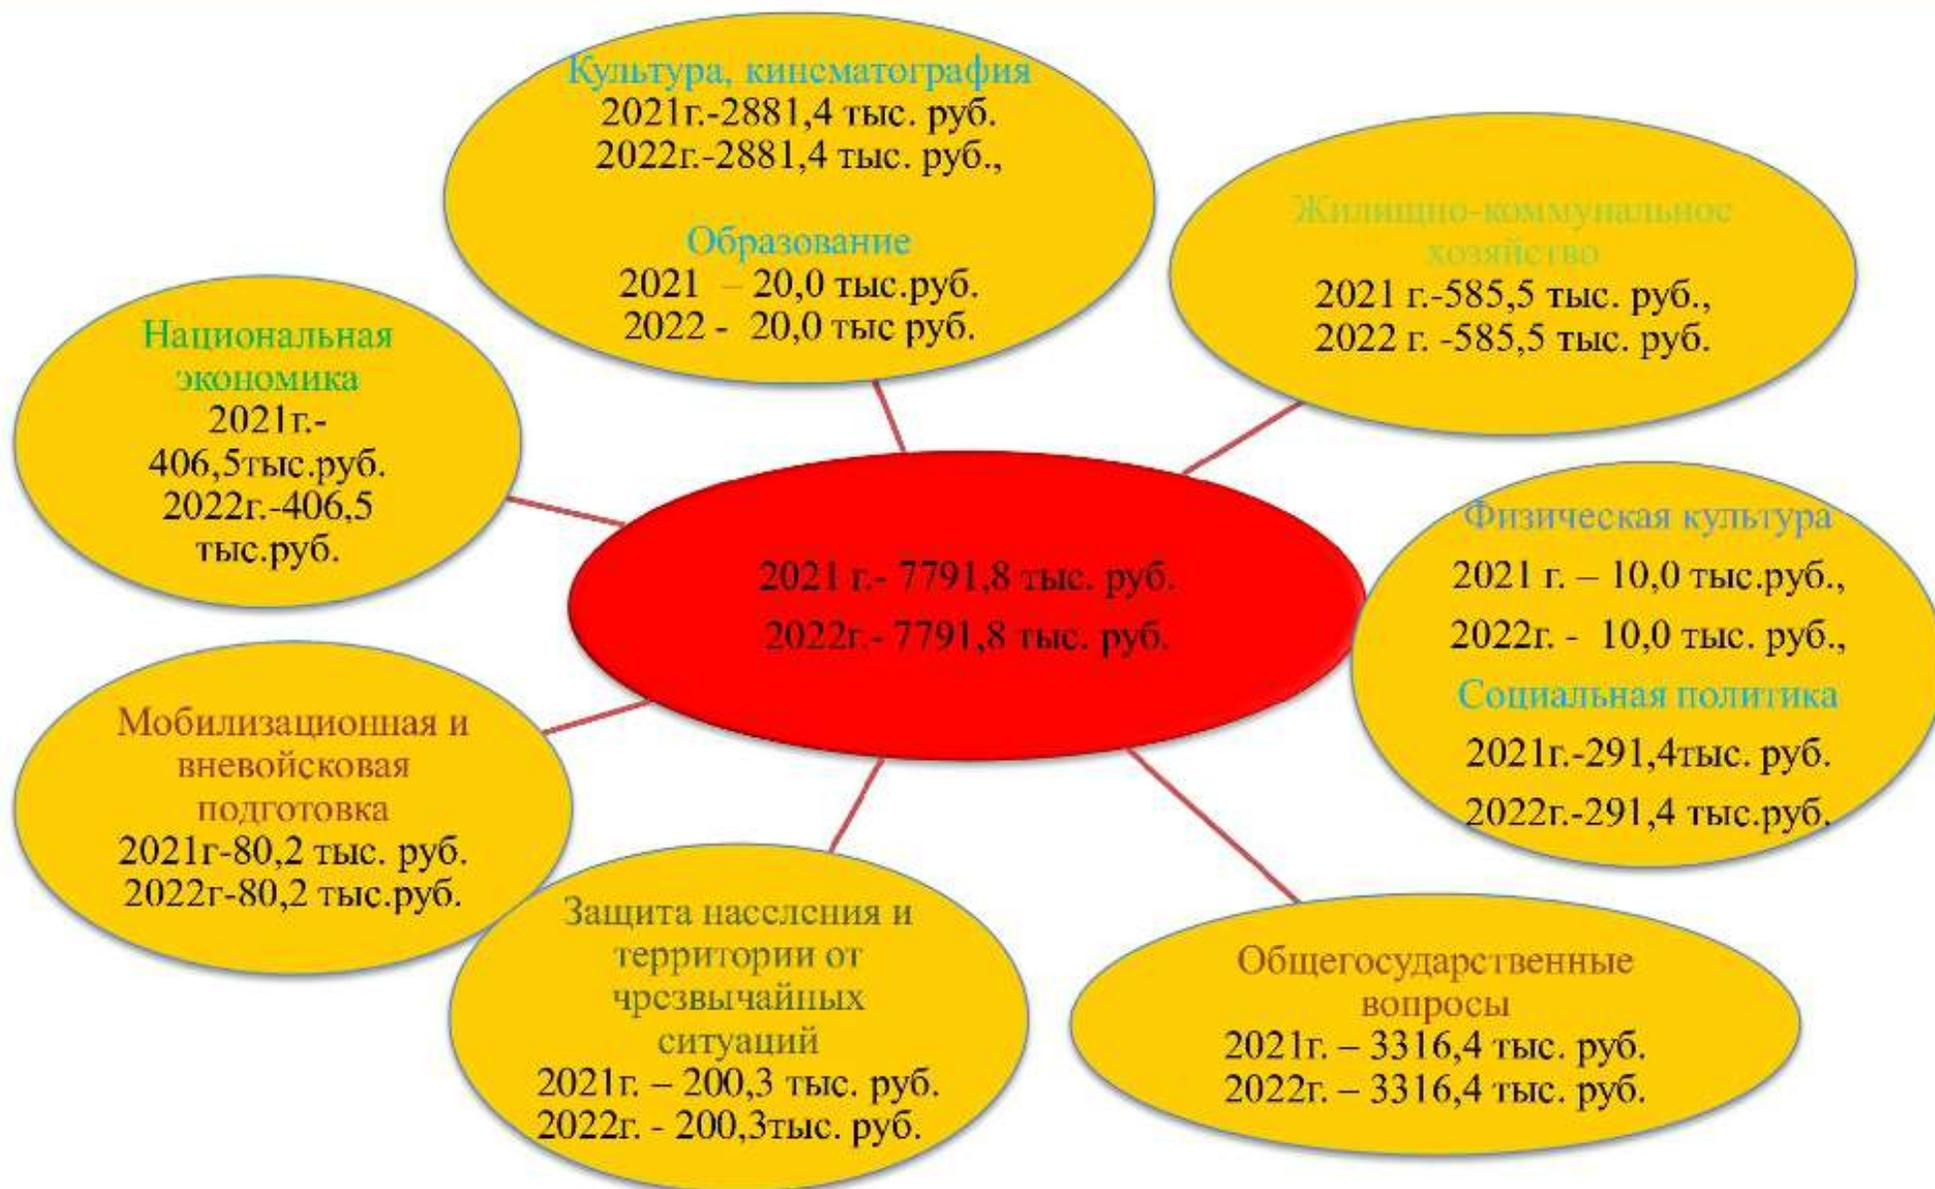 Культура, кинематография
2021г.-2881,4 тыс. руб.
2022г.-2881,4 тыс. руб.,
Образование
2021 – 20,0 тыс.руб.
2022 - 20,0 тыс руб.
Жилищно-коммунальное
хозяйство
2021 г.-585,5 тыс. руб.,
2022 г. -585,5 тыс. руб.
Национальная
экономика
2021г.-
406,5тыс.руб.
2022г.-406,5
тыс.руб.
2021 г.- 7791,8 тыс. руб.
2022г.- 7791,8 тыс. руб.
Физическая культура
2021 г. – 10,0 тыс.руб.,
2022г. - 10,0 тыс. руб.,
Социальная политика
2021г.-291,4тыс. руб.
2022г.-291,4 тыс.руб.
Мобилизационная и
вневойсковая
подготовка
2021г-80,2 тыс. руб.
2022г-80,2 тыс.руб.
Защита населения и
территории от
чрезвычайных
ситуаций
2021г. – 200,3 тыс. руб.
2022г. - 200,3тыс. руб.
Общегосударственные
вопросы
2021г. – 3316,4 тыс. руб.
2022г. – 3316,4 тыс. руб.